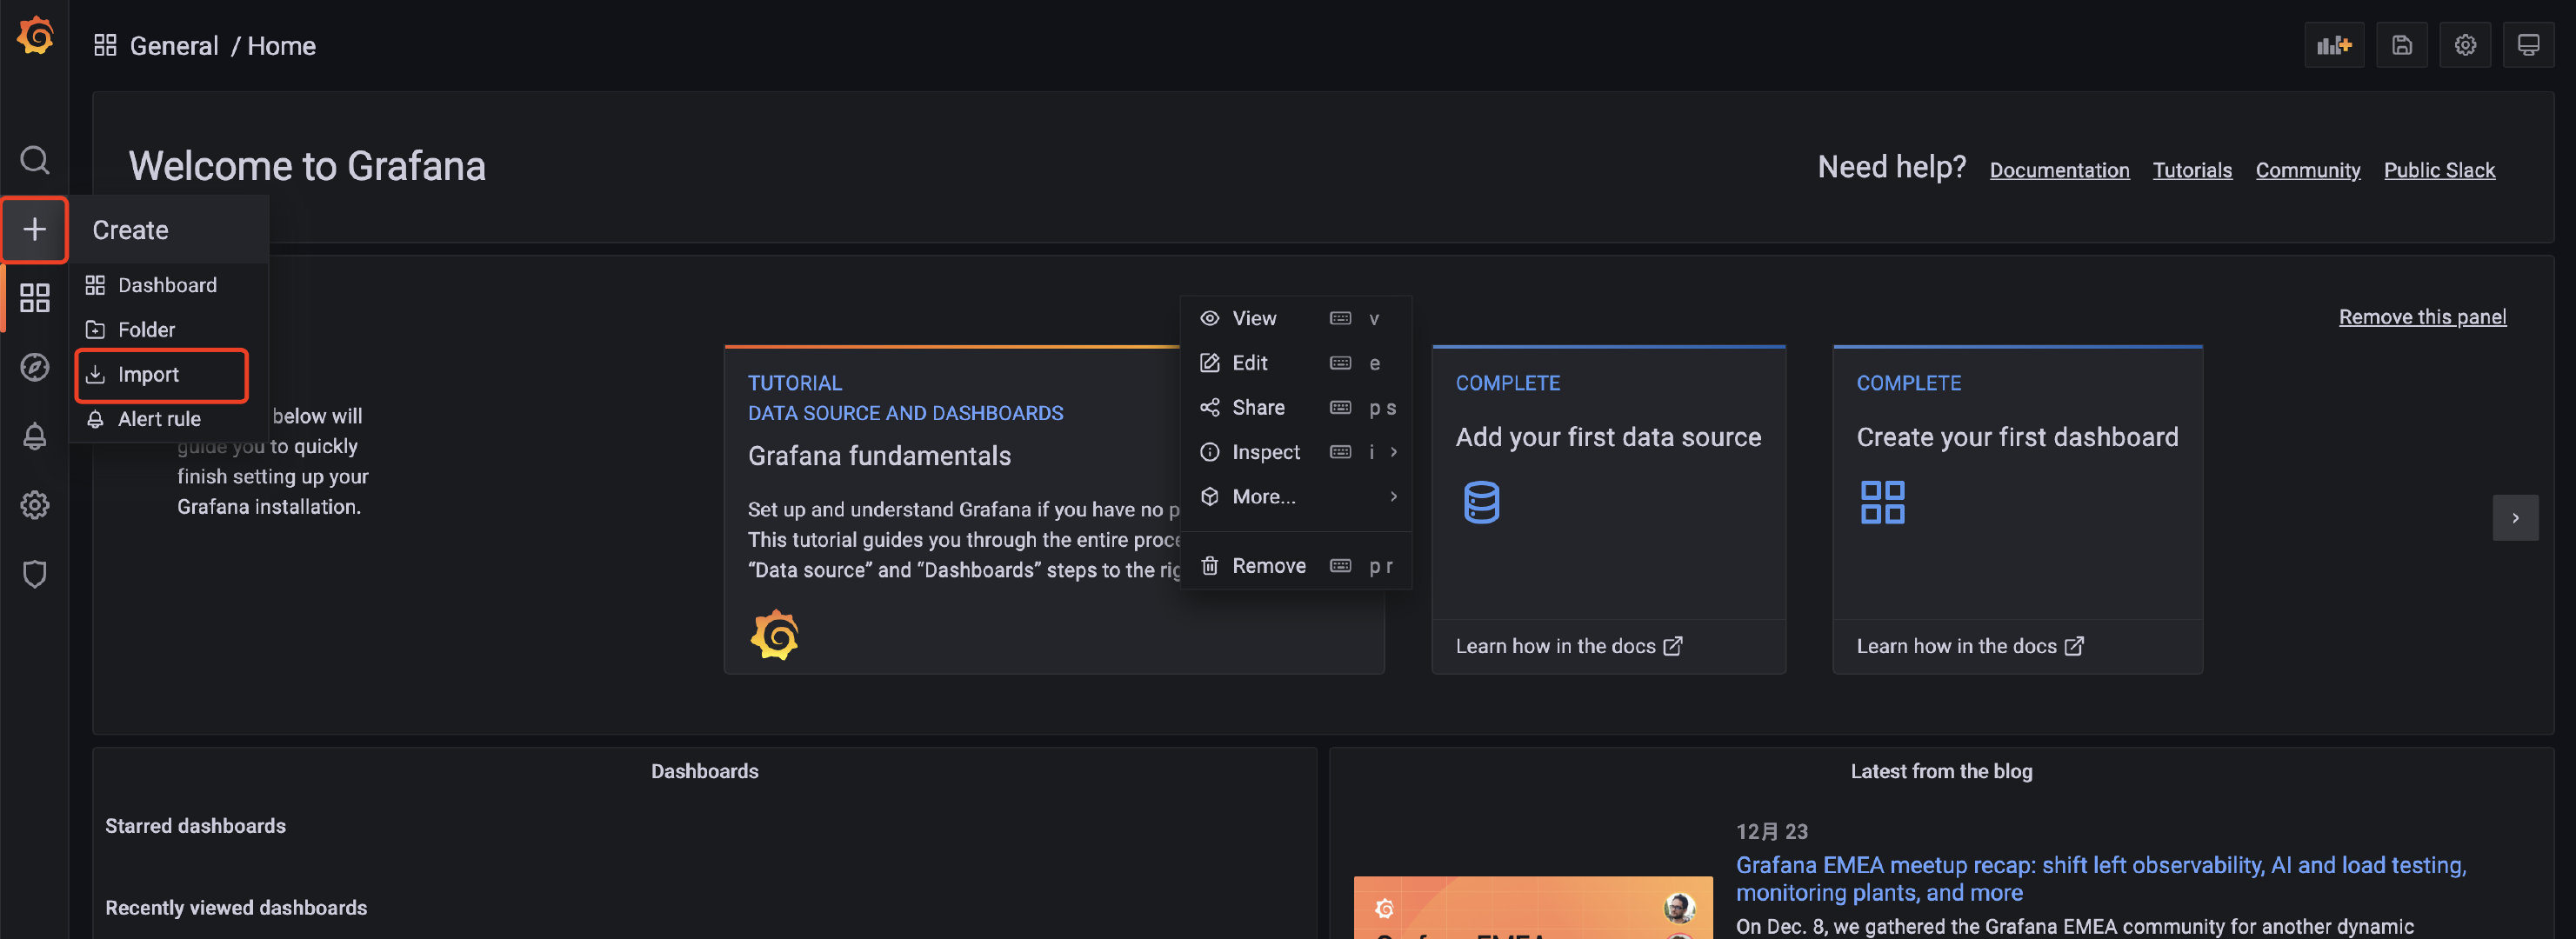 General / Home
Welcome to Grafana
Need help? Documentation Tutorials Community Public Slack
Create
Dashboard
Folder
Import
Alert rule
below will
guide you to quickly
finish setting up your
Grafana installation.
Remove this panel
TUTORIAL
DATA SOURCE AND DASHBOARDS
Grafana fundamentals
Set up and understand Grafana if you have no p
This tutorial guides you through the entire proce
“Data source” and “Dashboards” steps to the rig
View v
Edit e
Share p s
Inspect i
More...
Remove p r
COMPLETE
Add your first data source
Learn how in the docs
COMPLETE
Create your first dashboard
Learn how in the docs
Dashboards
Starred dashboards
Recently viewed dashboards
Latest from the blog
12月 23
Grafana EMEA meetup recap: shift left observability, AI and load testing,
monitoring plants, and more
On Dec. 8, we gathered the Grafana EMEA community for another dynamic